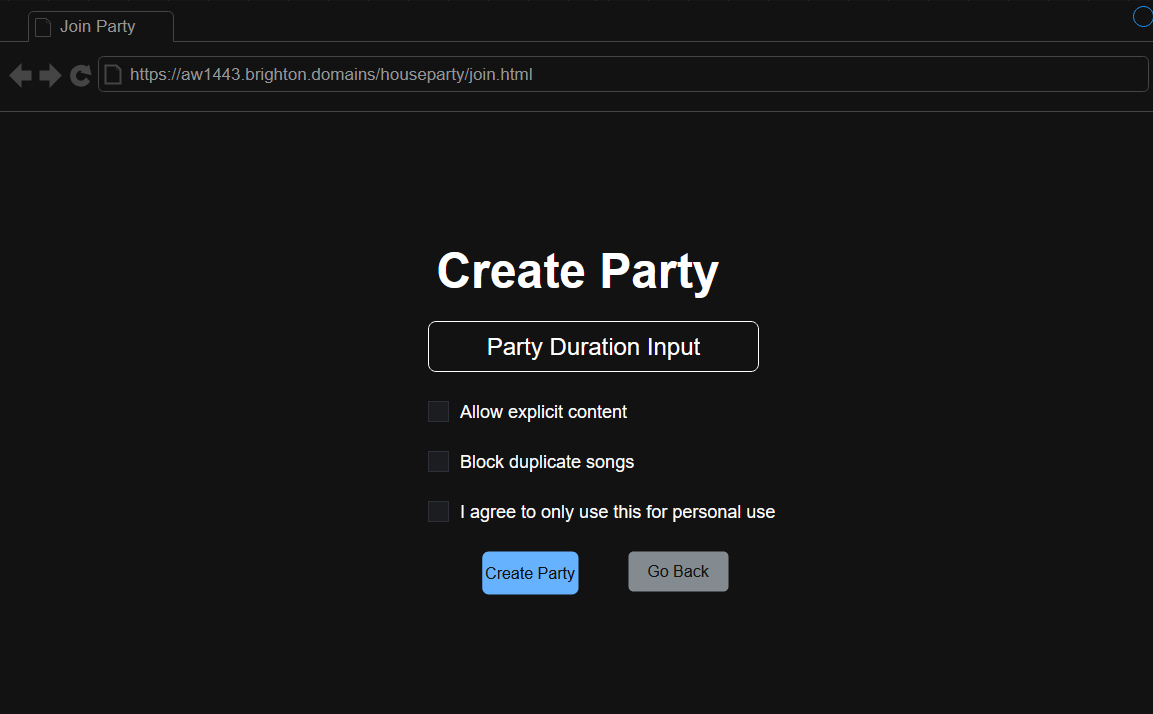 Join Party
https://aw1443.brighton.domains/houseparty/join.html
Create Party
Party Duration Input
Allow explicit content
Block duplicate songs
I agree to only use this for personal use
Create Party
Go Back